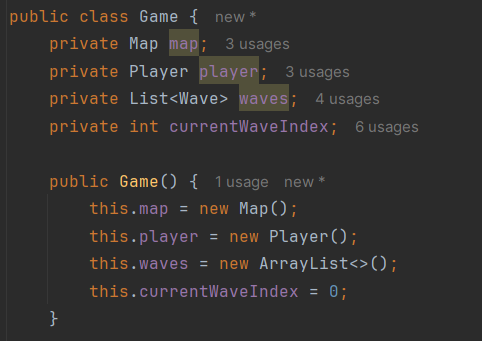 public class Game {  new *
    private Map map;  3 usages
    private Player player;  3 usages
    private List<Wave> waves;  4 usages
    private int currentWaveIndex;  6 usages
    public Game() {  1 usage  new *
        this.map = new Map();
        this.player = new Player();
        this.waves = new ArrayList<>();
        this.currentWaveIndex = 0;
    }